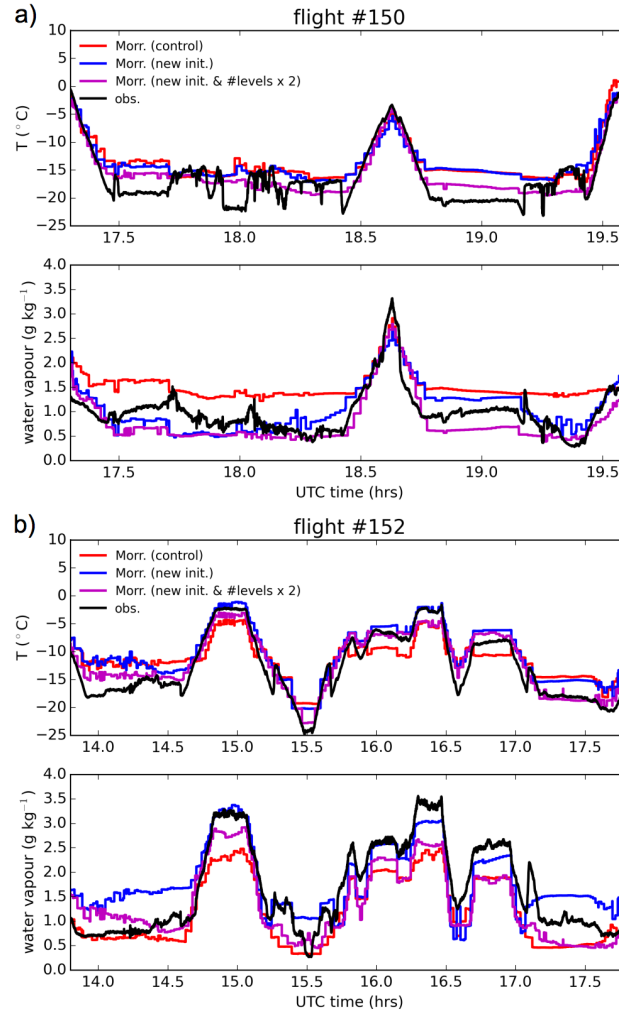 a)
flight #150
Morr. (control)
Morr. (new init.)
Morr. (new init. & #levels x 2)
obs.
T (°C)
10
5
0
−5
−10
−15
−20
−25
17.5 18.0 18.5 19.0 19.5
water vapour (g kg⁻¹)
4.0
3.5
3.0
2.5
2.0
1.5
1.0
0.5
0.0
17.5 18.0 18.5 19.0 19.5
UTC time (hrs)
b)
flight #152
Morr. (control)
Morr. (new init.)
Morr. (new init. & #levels x 2)
obs.
T (°C)
10
5
0
−5
−10
−15
−20
−25
14.0 14.5 15.0 15.5 16.0 16.5 17.0 17.5
water vapour (g kg⁻¹)
4.0
3.5
3.0
2.5
2.0
1.5
1.0
0.5
0.0
14.0 14.5 15.0 15.5 16.0 16.5 17.0 17.5
UTC time (hrs)